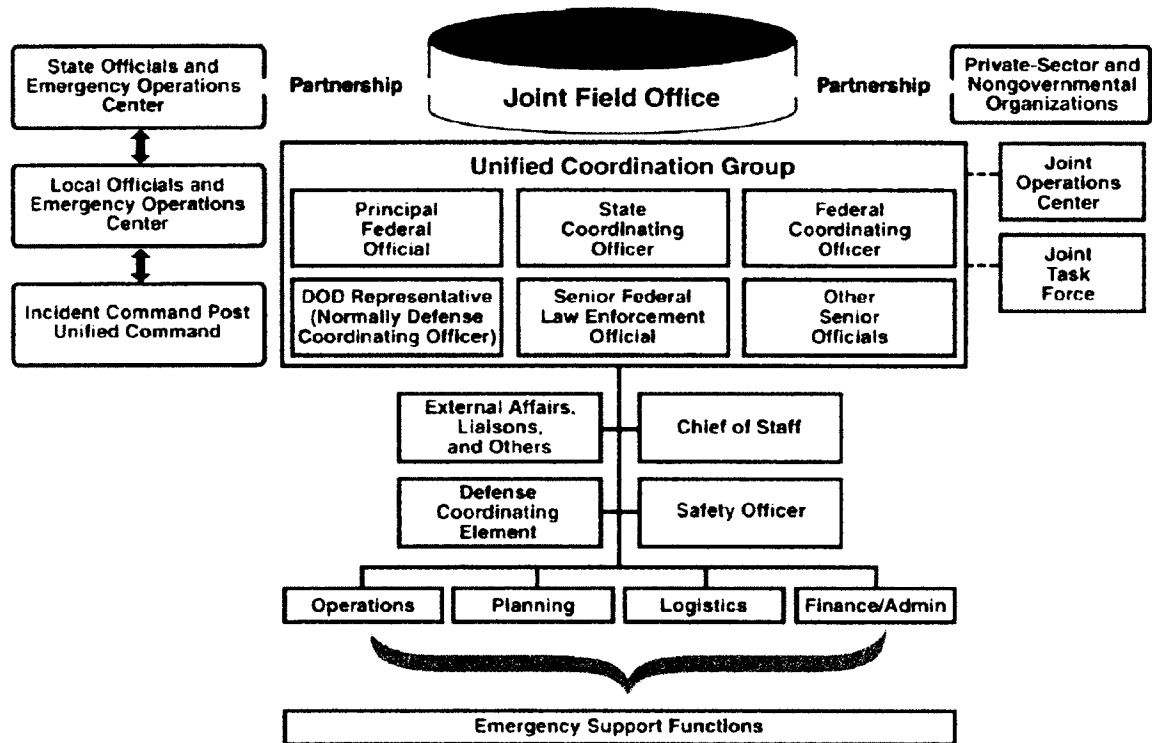 State Officials and
Emergency Operations
Center
Partnership
Joint Field Office
Partnership
Private-Sector and
Nongovernmental
Organizations
Local Officials and
Emergency Operations
Center
Incident Command Post
Unified Command
Unified Coordination Group
Principal
Federal
Official
State
Coordinating
Officer
Federal
Coordinating
Officer
DOD Representative
(Normally Defense
Coordinating Officer)
Senior Federal
Law Enforcement
Official
Other
Senior
Officials
Joint
Operations
Center
Joint
Task
Force
External Affairs,
Liaisons,
and Others
Chief of Staff
Defense
Coordinating
Element
Safety Officer
Operations
Planning
Logistics
Finance/Admin
Emergency Support Functions